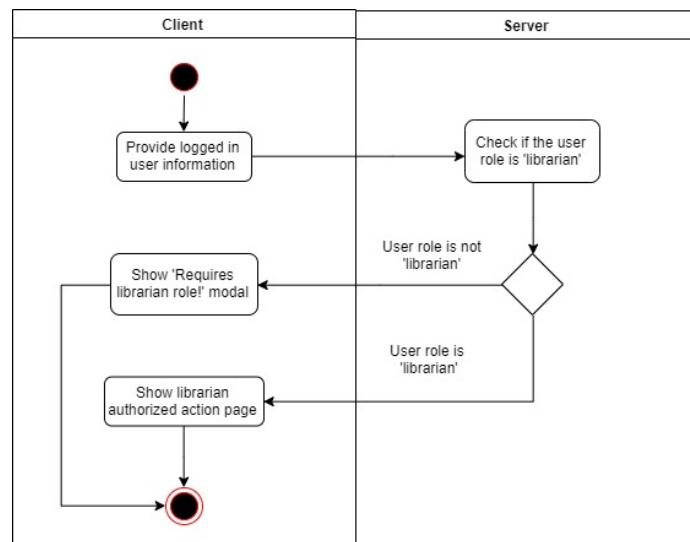 Client
Server
Provide logged in
user information
Check if the user
role is 'librarian'
User role is not
'librarian'
Show 'Requires
librarian role!' modal
User role is
'librarian'
Show librarian
authorized action page